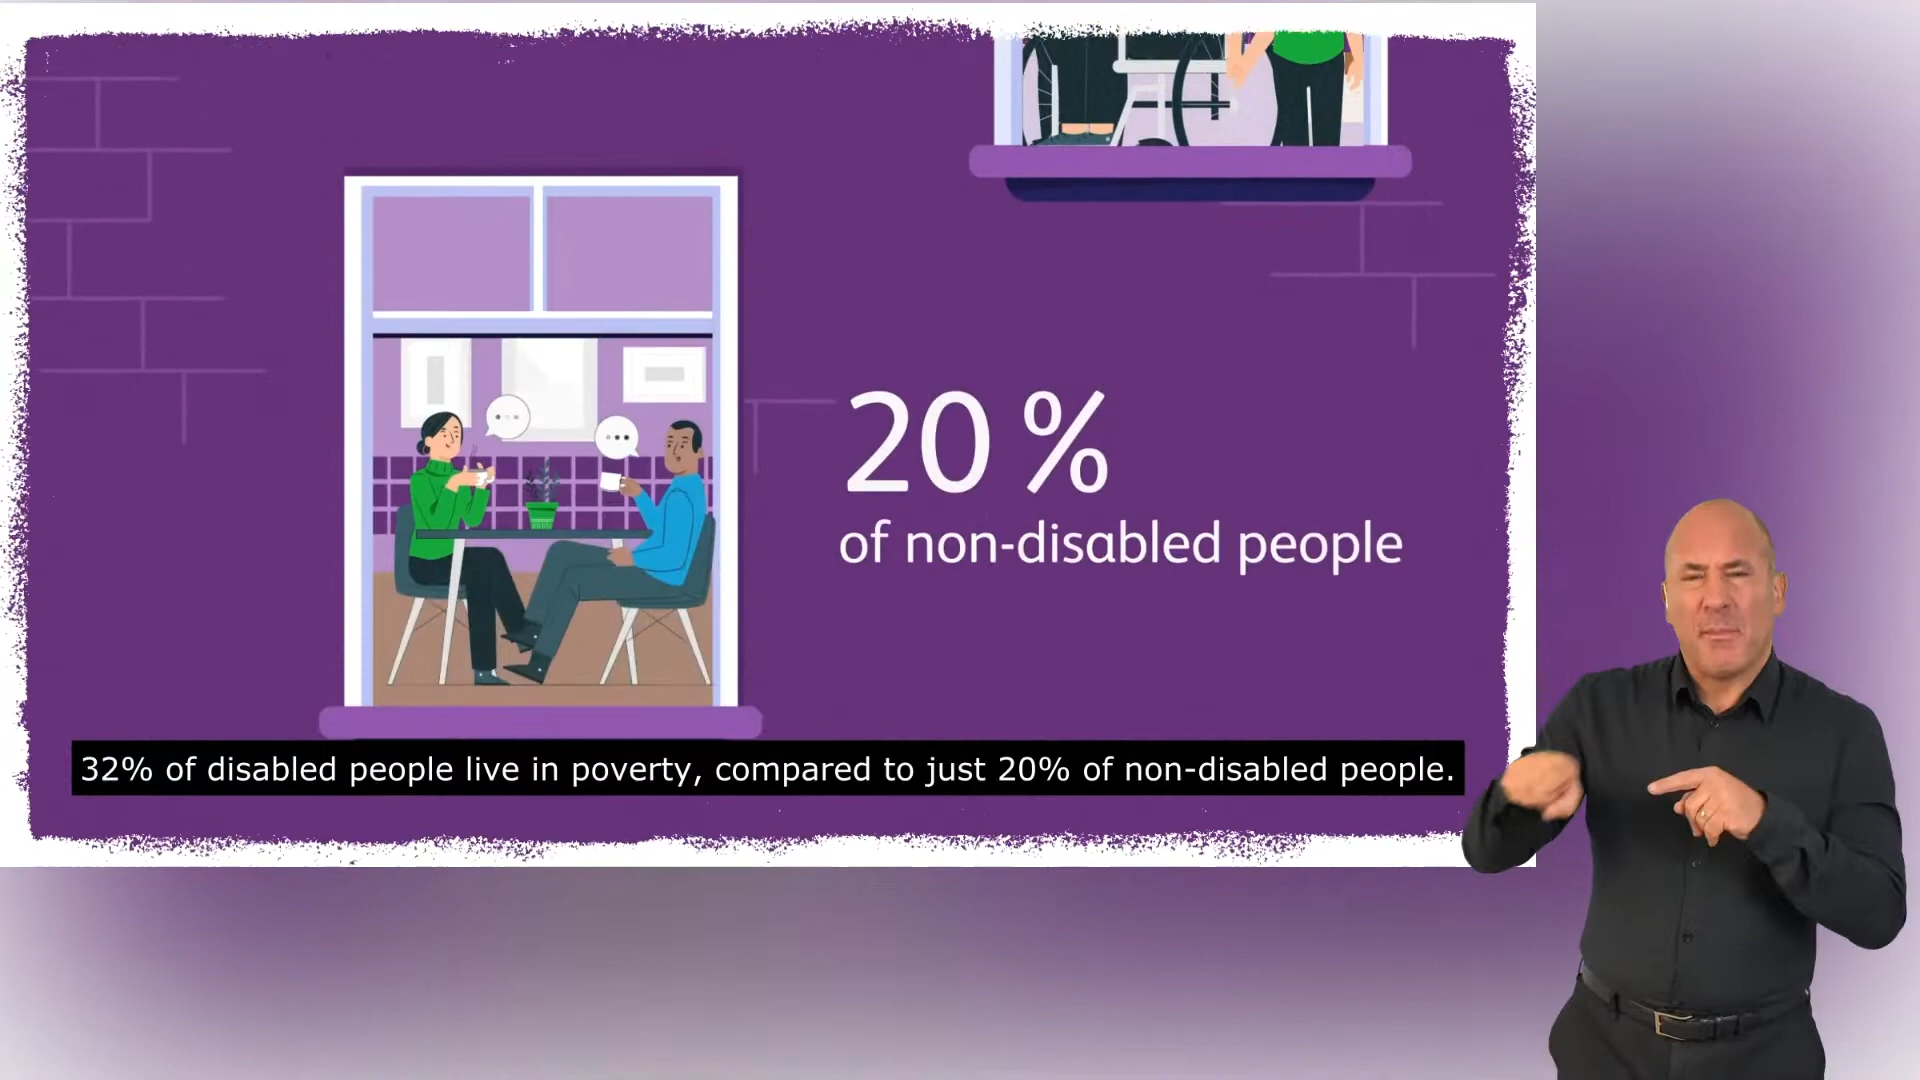 20 %
of non-disabled people
32% of disabled people live in poverty, compared to just 20% of non-disabled people.